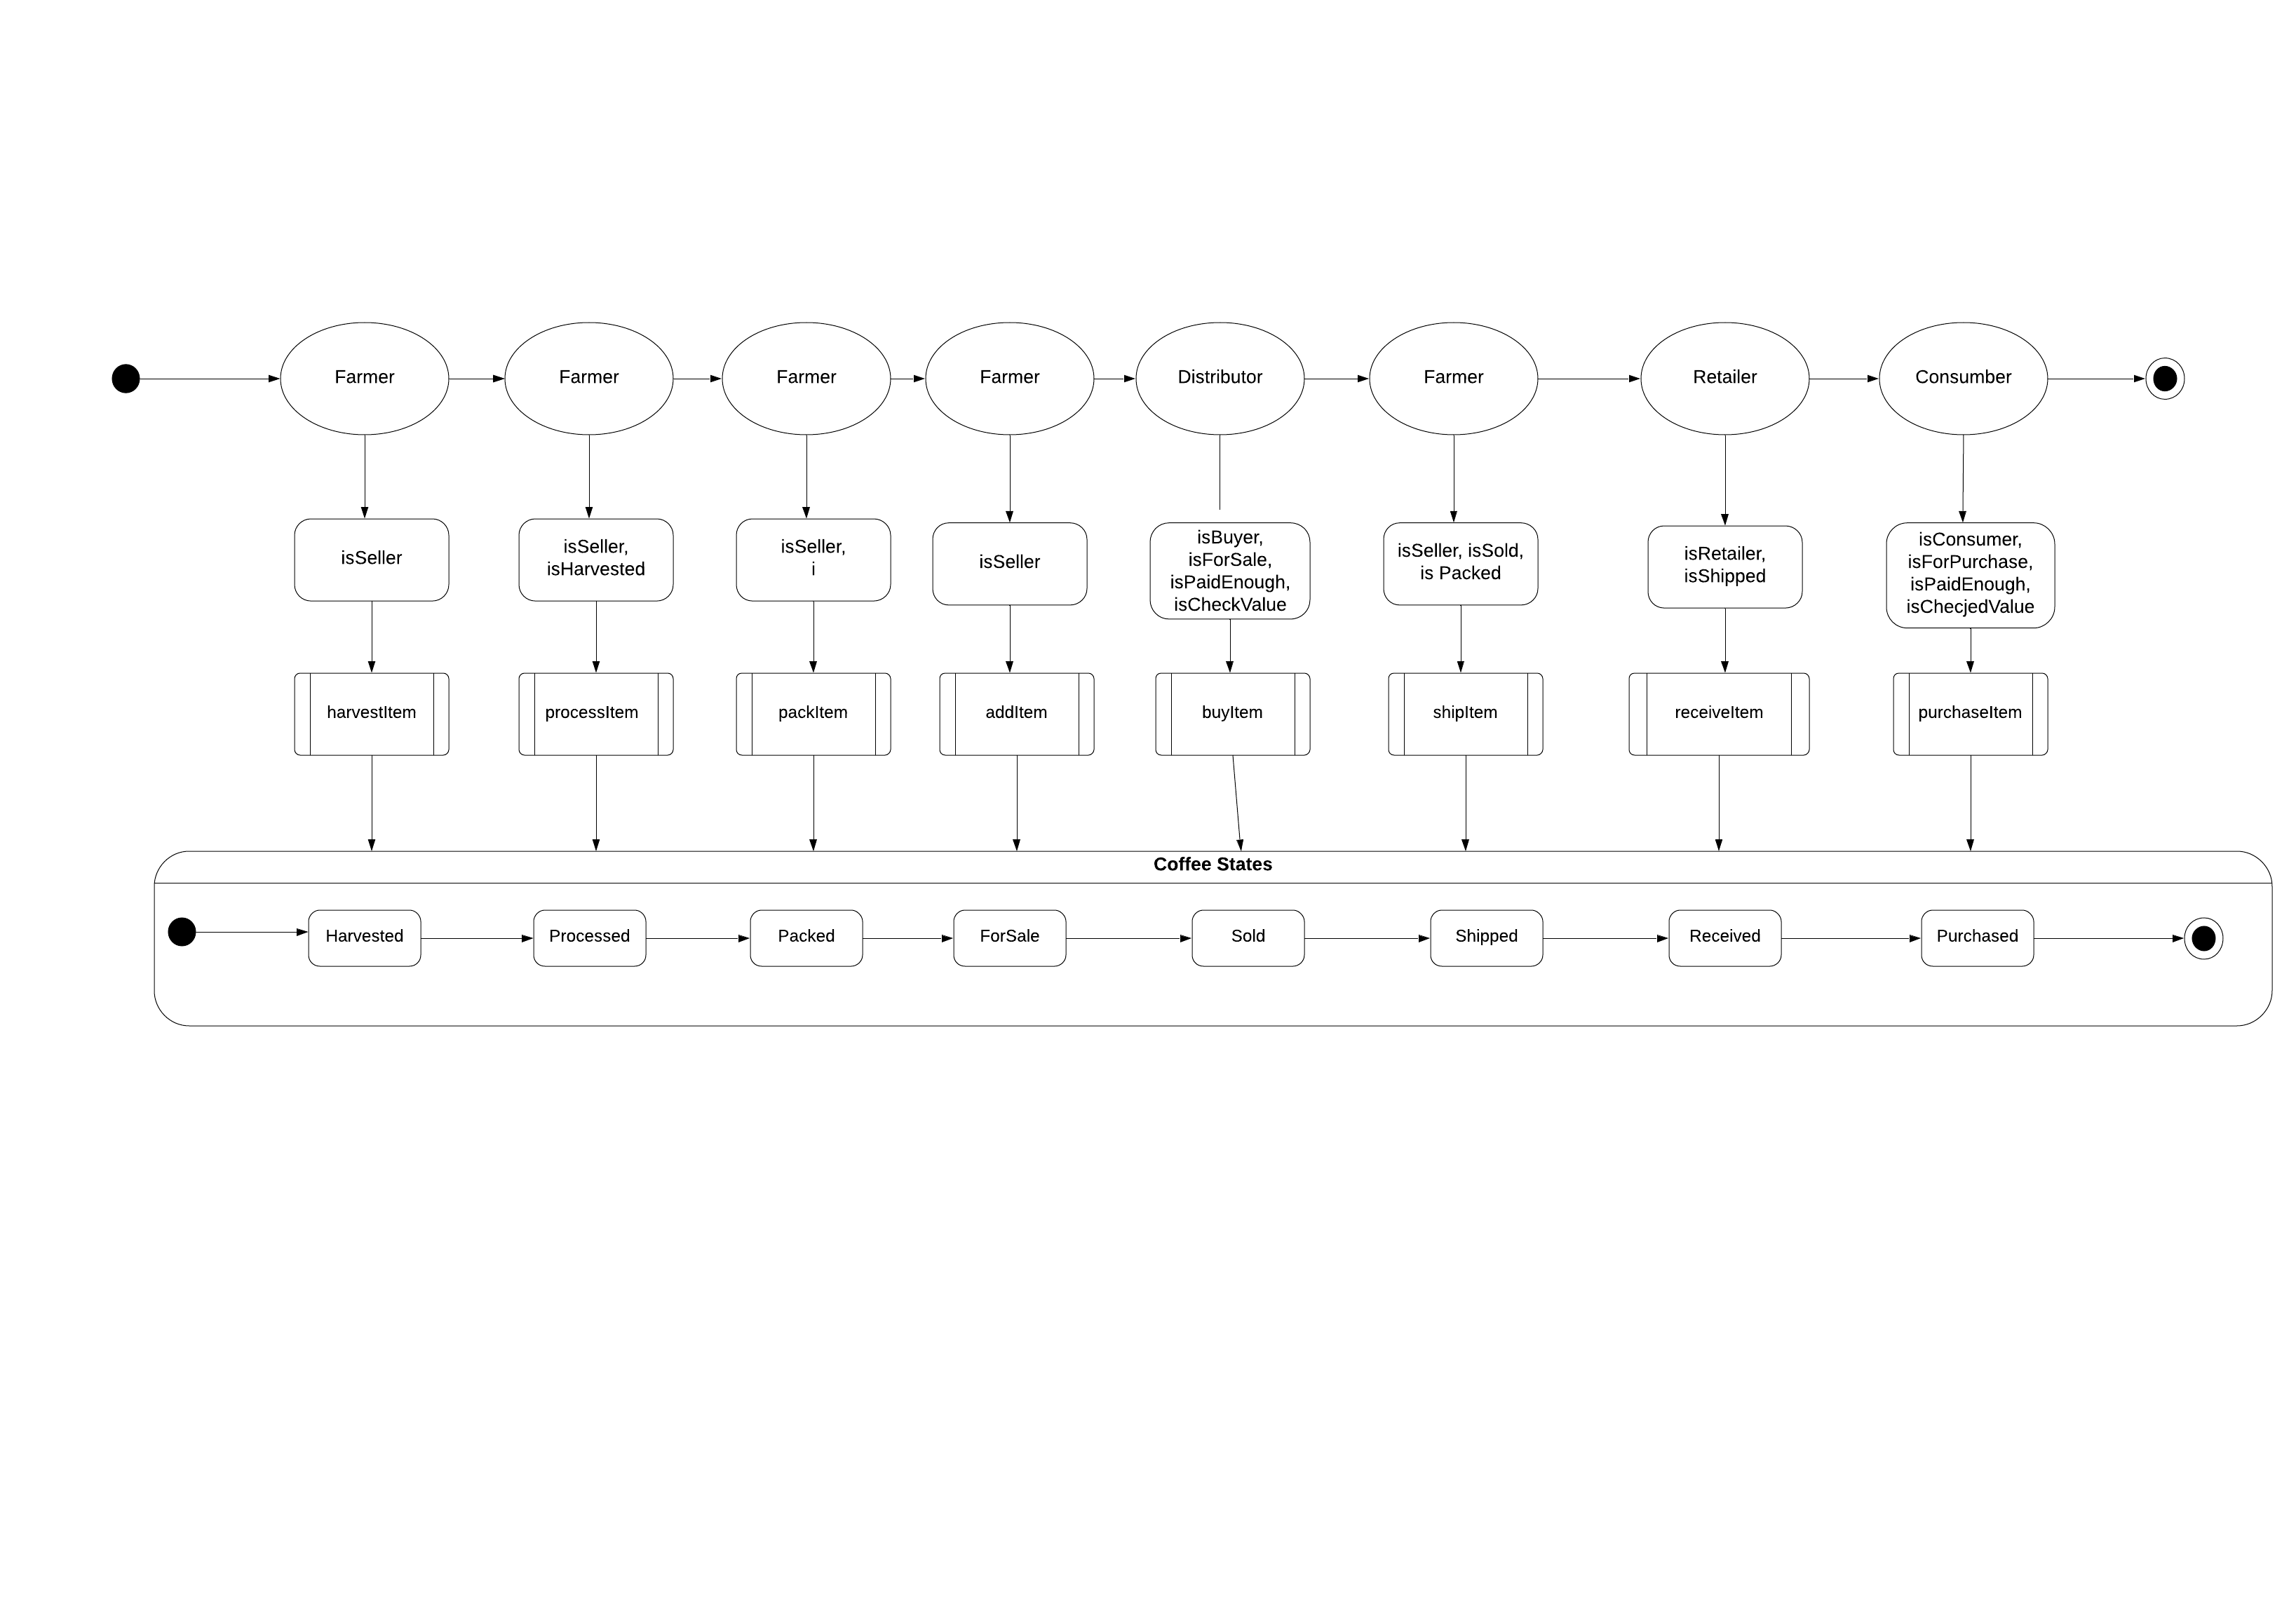 Farmer
Farmer
Farmer
Farmer
Distributor
Farmer
Retailer
Consumber
isSeller
isSeller,
isHarvested
isSeller,
i
isSeller
isBuyer,
isForSale,
isPaidEnough,
isCheckValue
isSeller, isSold,
is Packed
isRetailer,
isShipped
isConsumer,
isForPurchase,
isPaidEnough,
isChecjedValue
harvestItem
processItem
packItem
addItem
buyItem
shipItem
receiveItem
purchaseItem
Coffee States
Harvested
Processed
Packed
ForSale
Sold
Shipped
Received
Purchased